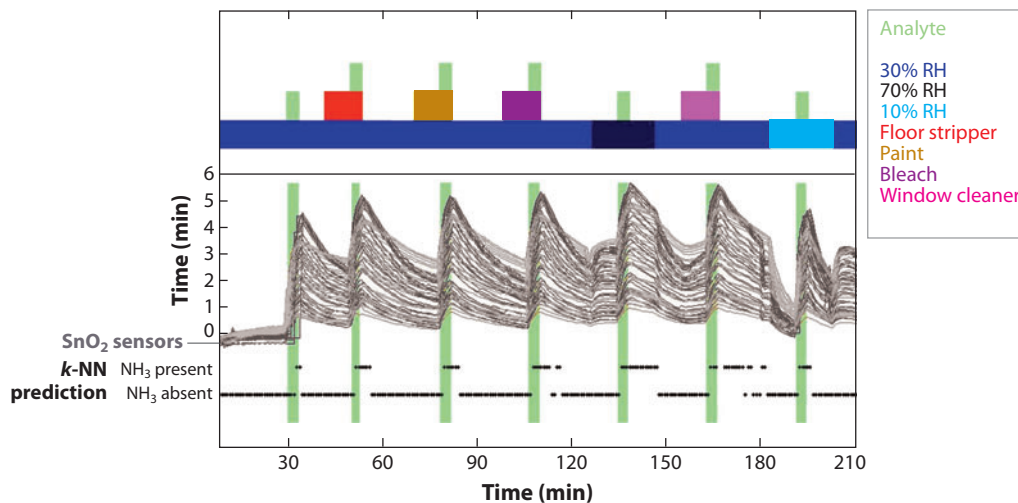 Analyte
30% RH
70% RH
10% RH
Floor stripper
Paint
Bleach
Window cleaner
Time (min)
6
5
4
3
2
1
0
SnO2 sensors
k-NN NH3 present
prediction NH3 absent
30 60 90 120 150 180 210
Time (min)